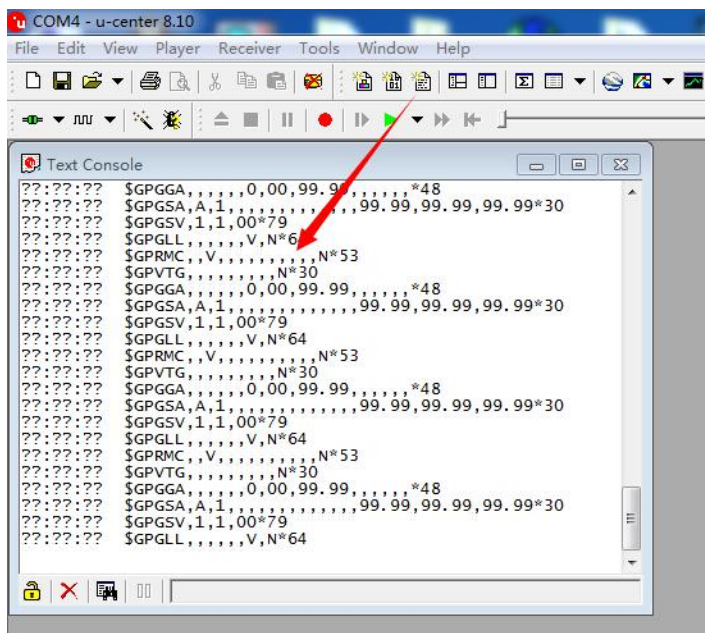 COM4 - u-center 8.10
File Edit View Player Receiver Tools Window Help
Text Console
??:??:?? $GPGGA,,,,,,0,00,99.99,,,,,,*48
??:??:?? $GPGSA,A,1,,,,,,,,,,,,,99.99,99.99,99.99*30
??:??:?? $GPGSV,1,1,00*79
??:??:?? $GPGLL,,,,,,V,N*64
??:??:?? $GPRMC,,V,,,,,,,,,,N*53
??:??:?? $GPVTG,,,,,,,,,N*30
??:??:?? $GPGGA,,,,,,0,00,99.99,,,,,,*48
??:??:?? $GPGSA,A,1,,,,,,,,,,,,,99.99,99.99,99.99*30
??:??:?? $GPGSV,1,1,00*79
??:??:?? $GPGLL,,,,,,V,N*64
??:??:?? $GPRMC,,V,,,,,,,,,,N*53
??:??:?? $GPVTG,,,,,,,,,N*30
??:??:?? $GPGGA,,,,,,0,00,99.99,,,,,,*48
??:??:?? $GPGSA,A,1,,,,,,,,,,,,,99.99,99.99,99.99*30
??:??:?? $GPGSV,1,1,00*79
??:??:?? $GPGLL,,,,,,V,N*64
??:??:?? $GPRMC,,V,,,,,,,,,,N*53
??:??:?? $GPVTG,,,,,,,,,N*30
??:??:?? $GPGGA,,,,,,0,00,99.99,,,,,,*48
??:??:?? $GPGSA,A,1,,,,,,,,,,,,,99.99,99.99,99.99*30
??:??:?? $GPGSV,1,1,00*79
??:??:?? $GPGLL,,,,,,V,N*64